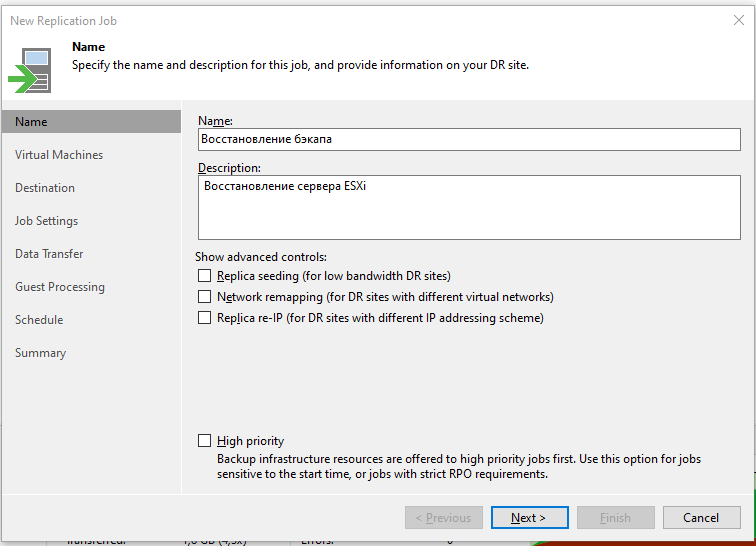 New Replication Job
Name
Specify the name and description for this job, and provide information on your DR site.
Name
Virtual Machines
Destination
Job Settings
Data Transfer
Guest Processing
Schedule
Summary
Name:
Восстановление бэкапа
Description:
Восстановление сервера ESXi
Show advanced controls:
Replica seeding (for low bandwidth DR sites)
Network remapping (for DR sites with different virtual networks)
Replica re-IP (for DR sites with different IP addressing scheme)
High priority
Backup infrastructure resources are offered to high priority jobs first. Use this option for jobs
sensitive to the start time, or jobs with strict RPO requirements.
< Previous
Next >
Finish
Cancel
Transferred:
Errors: